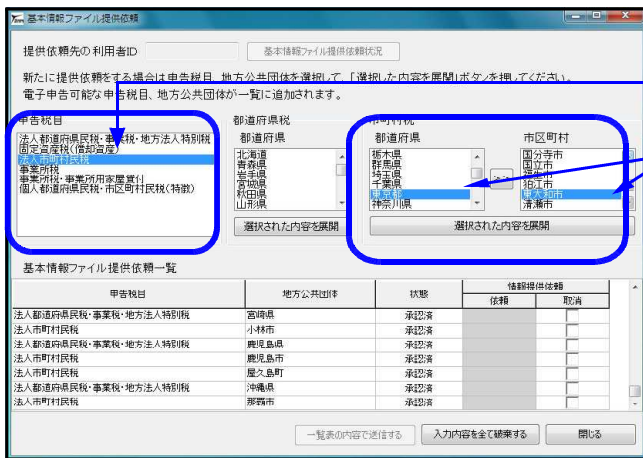 基本情報ファイル提供依頼
提供依頼先の利用者ID
基本情報ファイル提供依頼状況
新たに提供依頼をする場合は申告税目、地方公共団体を選択して、「選択した内容を展開」ボタンを押してください。
電子申告可能な申告税目、地方公共団体が一覧に追加されます。
申告税目
法人都道府県民税・事業税・地方法人特別税
固定資産税(償却資産)
法人市町村民税
事業所税
事業所税・事業所用家屋貸付
個人都道府県民税・市区町村民税(特徴)
都道府県税
都道府県
北海道
青森県
岩手県
宮城県
秋田県
山形県
選択された内容を展開
市町村税
都道府県
栃木県
群馬県
埼玉県
千葉県
東京都
神奈川県
市区町村
国分寺市
国立市
福生市
狛江市
東大和市
清瀬市
選択された内容を展開
基本情報ファイル提供依頼一覧
申告税目 地方公共団体 状態 情報提供依頼
依頼 取消
法人都道府県民税・事業税・地方法人特別税 宮崎県 承認済
法人市町村民税 小林市 承認済
法人都道府県民税・事業税・地方法人特別税 鹿児島県 承認済
法人市町村民税 鹿児島市 承認済
法人市町村民税 屋久島町 承認済
法人都道府県民税・事業税・地方法人特別税 沖縄県 承認済
法人市町村民税 那覇市 承認済
一覧表の内容で送信する 入力内容を全て破棄する 閉じる